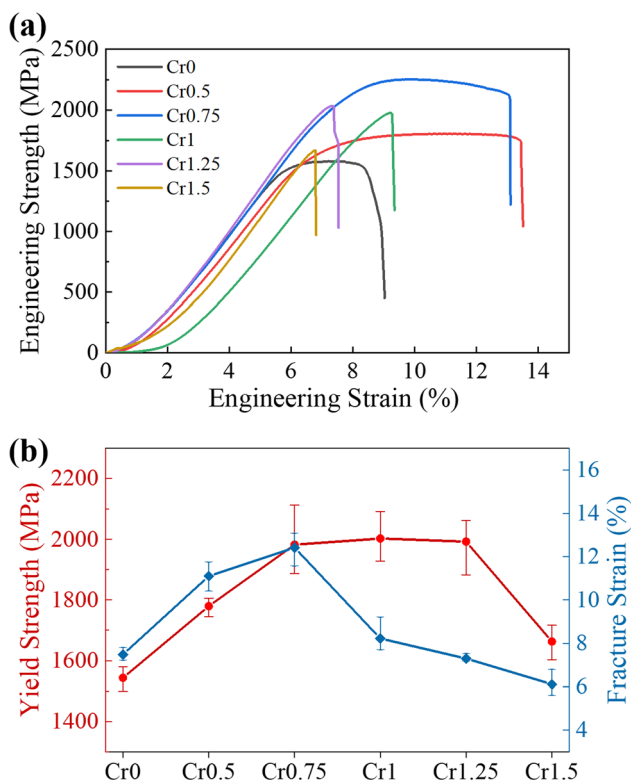 (a)
Engineering Strength (MPa)
2500
2000
1500
1000
500
0
Cr0
Cr0.5
Cr0.75
Cr1
Cr1.25
Cr1.5
0 2 4 6 8 10 12 14
Engineering Strain (%)
(b)
Yield Strength (MPa)
2200
2000
1800
1600
1400
16
14
12
10
8
6
4
Fracture Strain (%)
Cr0 Cr0.5 Cr0.75 Cr1 Cr1.25 Cr1.5